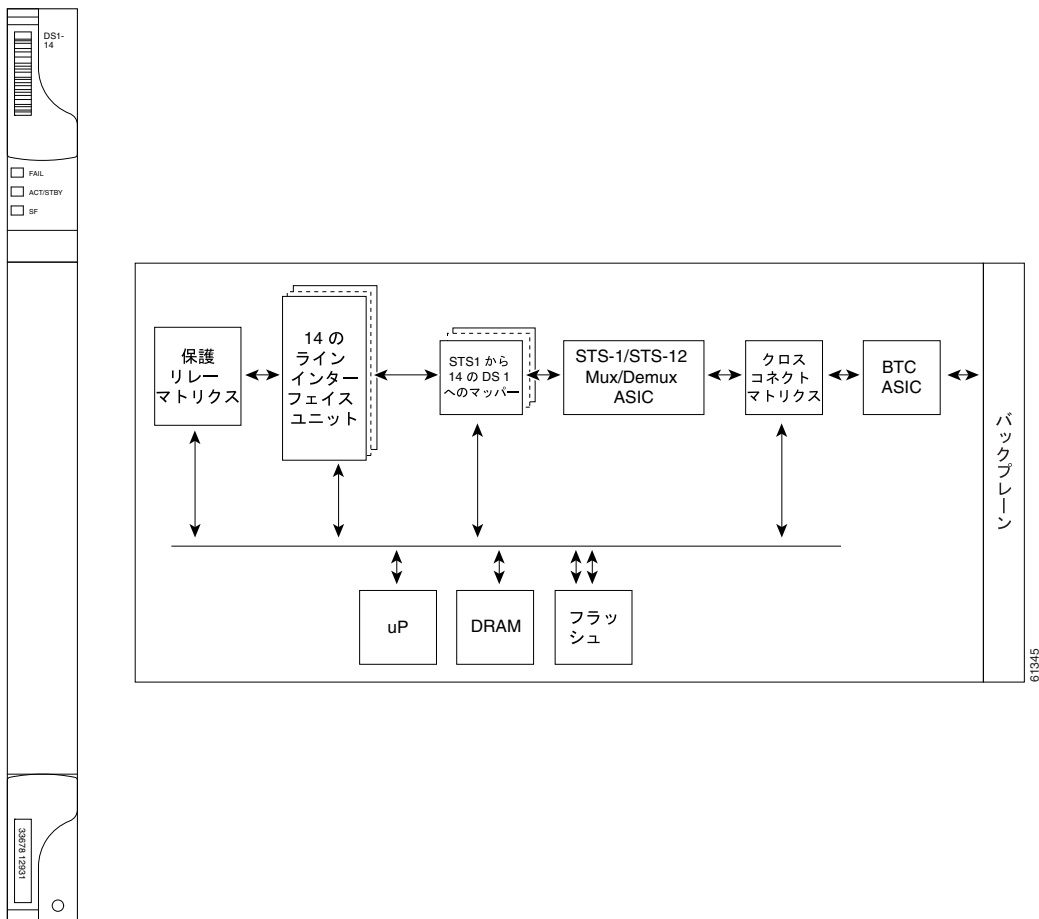 DS1-
14
FAIL
ACT/STBY
SF
保護
リレー
マトリクス
14 の
ライン
インター
フェイス
ユニット
STS1 から
14 の DS 1
へのマッパー
STS-1/STS-12
Mux/Demux
ASIC
クロス
コネクト
マトリクス
BTC
ASIC
バックプレーン
uP
DRAM
フラッ
シュ
61345
33678 12931